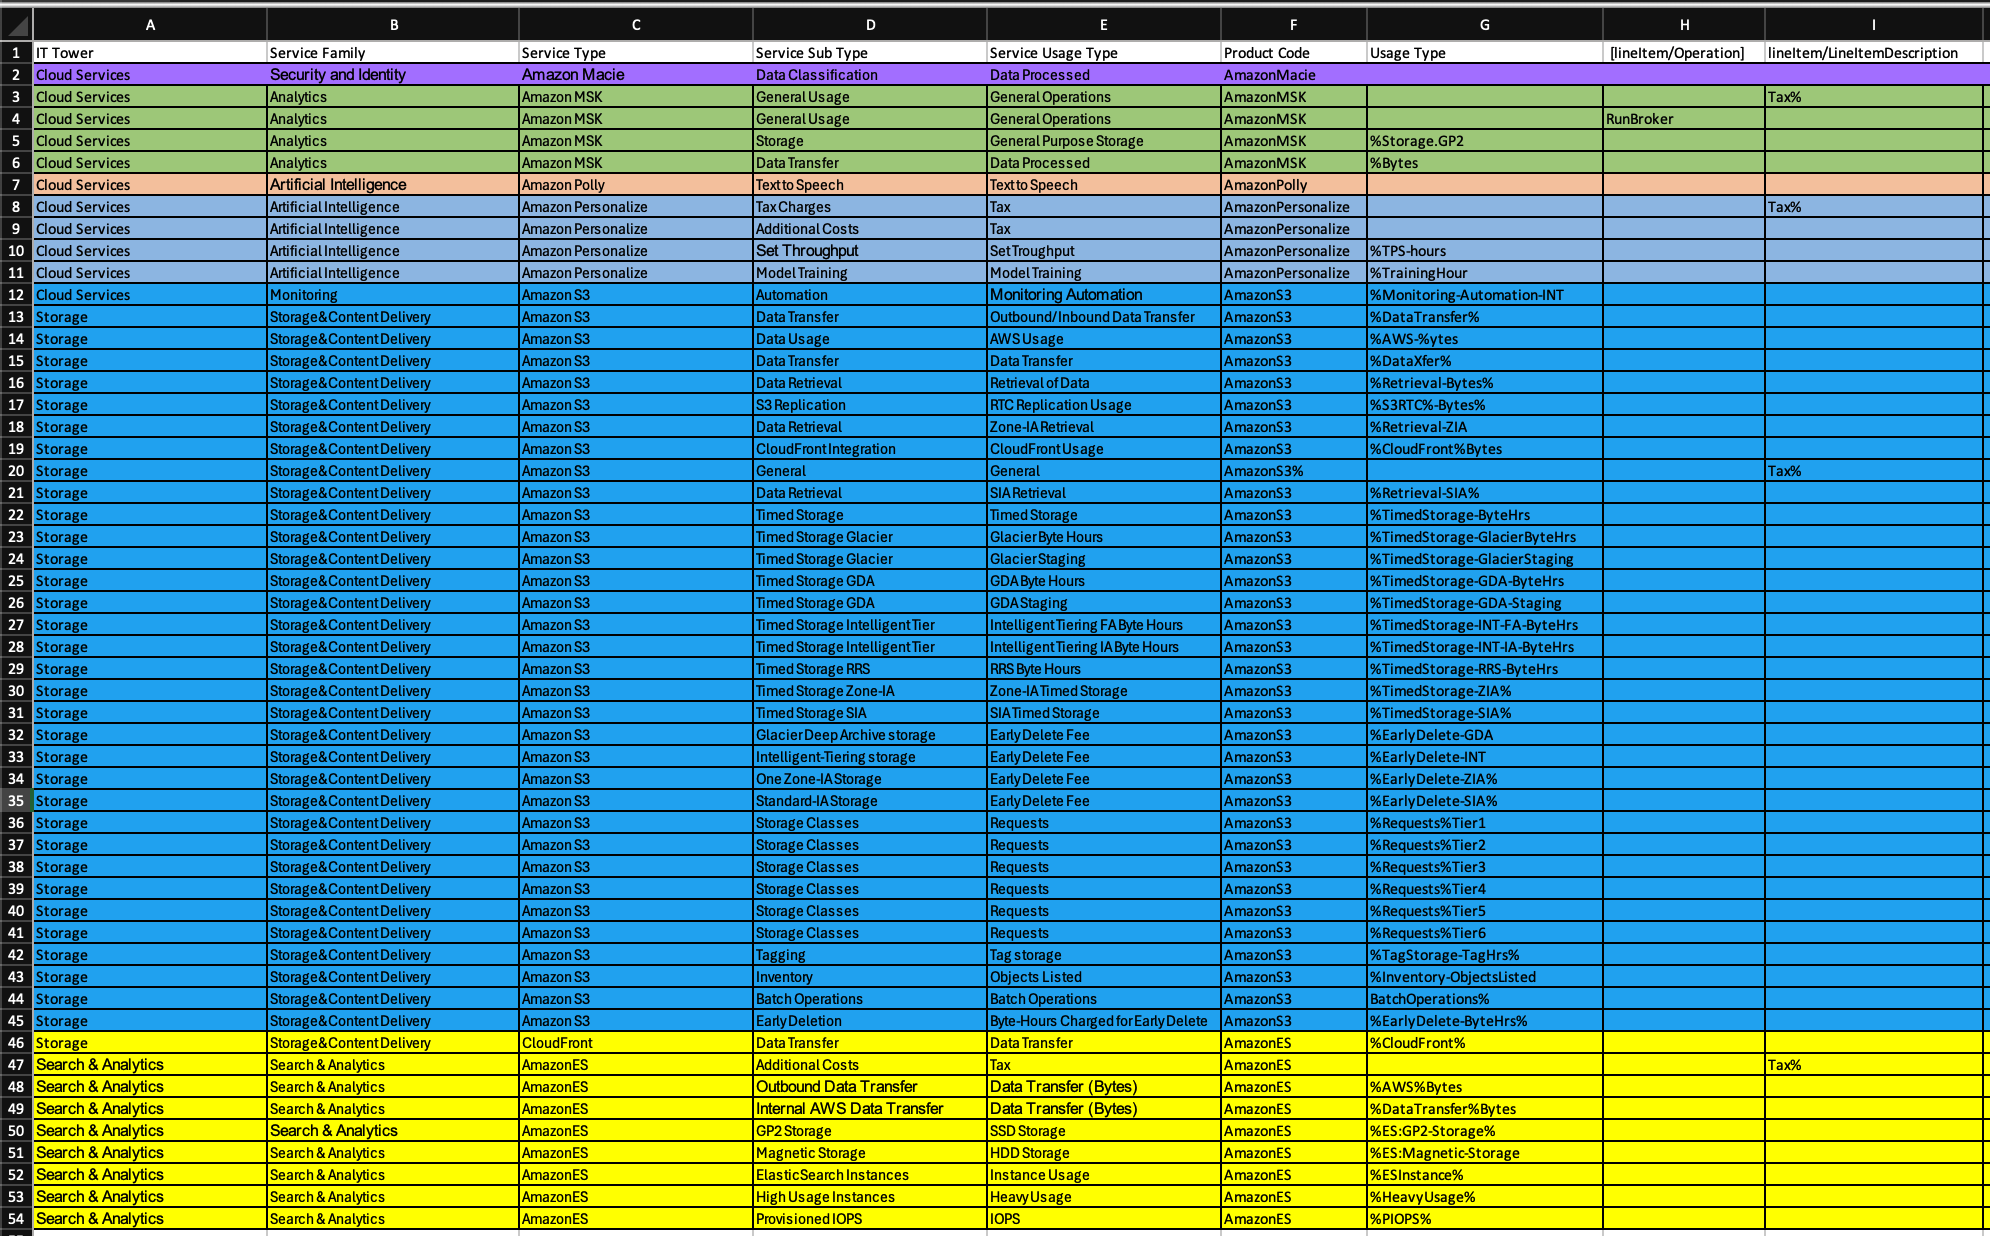 A B C D E F G H I
1 IT Tower Service Family Service Type Service Sub Type Service Usage Type Product Code Usage Type [lineItem/Operation] lineItem/LineItemDescription
2 Cloud Services Security and Identity Amazon Macie Data Classification Data Processed AmazonMacie
3 Cloud Services Analytics Amazon MSK General Usage General Operations AmazonMSK Tax%
4 Cloud Services Analytics Amazon MSK General Usage General Operations AmazonMSK RunBroker
5 Cloud Services Analytics Amazon MSK Storage General Purpose Storage AmazonMSK %Storage.GP2
6 Cloud Services Analytics Amazon MSK Data Transfer Data Processed AmazonMSK %Bytes
7 Cloud Services Artificial Intelligence Amazon Polly Text to Speech Text to Speech AmazonPolly
8 Cloud Services Artificial Intelligence Amazon Personalize Tax Charges Tax AmazonPersonalize Tax%
9 Cloud Services Artificial Intelligence Amazon Personalize Additional Costs Tax AmazonPersonalize
10 Cloud Services Artificial Intelligence Amazon Personalize Set Throughput Set Troughput AmazonPersonalize %TPS-hours
11 Cloud Services Artificial Intelligence Amazon Personalize Model Training Model Training AmazonPersonalize %TrainingHour
12 Cloud Services Monitoring Amazon S3 Automation Monitoring Automation AmazonS3 %Monitoring-Automation-INT
13 Storage Storage & Content Delivery Amazon S3 Data Transfer Outbound/Inbound Data Transfer AmazonS3 %DataTransfer%
14 Storage Storage & Content Delivery Amazon S3 Data Usage AWS Usage AmazonS3 %AWS-%ytes
15 Storage Storage & Content Delivery Amazon S3 Data Transfer Data Transfer AmazonS3 %DataXfer%
16 Storage Storage & Content Delivery Amazon S3 Data Retrieval Retrieval of Data AmazonS3 %Retrieval-Bytes%
17 Storage Storage & Content Delivery Amazon S3 S3 Replication RTC Replication Usage AmazonS3 %S3RTC%-Bytes%
18 Storage Storage & Content Delivery Amazon S3 Data Retrieval Zone-IA Retrieval AmazonS3 %Retrieval-ZIA
19 Storage Storage & Content Delivery Amazon S3 CloudFront Integration CloudFront Usage AmazonS3 %CloudFront%Bytes
20 Storage Storage & Content Delivery Amazon S3 General General AmazonS3% Tax%
21 Storage Storage & Content Delivery Amazon S3 Data Retrieval SIA Retrieval AmazonS3 %Retrieval-SIA%
22 Storage Storage & Content Delivery Amazon S3 Timed Storage Timed Storage AmazonS3 %TimedStorage-ByteHrs
23 Storage Storage & Content Delivery Amazon S3 Timed Storage Glacier Glacier Byte Hours AmazonS3 %TimedStorage-GlacierByteHrs
24 Storage Storage & Content Delivery Amazon S3 Timed Storage Glacier Glacier Staging AmazonS3 %TimedStorage-GlacierStaging
25 Storage Storage & Content Delivery Amazon S3 Timed Storage GDA GDA Byte Hours AmazonS3 %TimedStorage-GDA-ByteHrs
26 Storage Storage & Content Delivery Amazon S3 Timed Storage GDA GDA Staging AmazonS3 %TimedStorage-GDA-Staging
27 Storage Storage & Content Delivery Amazon S3 Timed Storage Intelligent Tier Intelligent Tiering FA Byte Hours AmazonS3 %TimedStorage-INT-FA-ByteHrs
28 Storage Storage & Content Delivery Amazon S3 Timed Storage Intelligent Tier Intelligent Tiering IA Byte Hours AmazonS3 %TimedStorage-INT-IA-ByteHrs
29 Storage Storage & Content Delivery Amazon S3 Timed Storage RRS RRS Byte Hours AmazonS3 %TimedStorage-RRS-ByteHrs
30 Storage Storage & Content Delivery Amazon S3 Timed Storage Zone-IA Zone-IA Timed Storage AmazonS3 %TimedStorage-ZIA%
31 Storage Storage & Content Delivery Amazon S3 Timed Storage SIA SIA Timed Storage AmazonS3 %TimedStorage-SIA%
32 Storage Storage & Content Delivery Amazon S3 Glacier Deep Archive storage Early Delete Fee AmazonS3 %EarlyDelete-GDA
33 Storage Storage & Content Delivery Amazon S3 Intelligent-Tiering storage Early Delete Fee AmazonS3 %EarlyDelete-INT
34 Storage Storage & Content Delivery Amazon S3 One Zone-IA Storage Early Delete Fee AmazonS3 %EarlyDelete-ZIA%
35 Storage Storage & Content Delivery Amazon S3 Standard-IA Storage Early Delete Fee AmazonS3 %EarlyDelete-SIA%
36 Storage Storage & Content Delivery Amazon S3 Storage Classes Requests AmazonS3 %Requests%Tier1
37 Storage Storage & Content Delivery Amazon S3 Storage Classes Requests AmazonS3 %Requests%Tier2
38 Storage Storage & Content Delivery Amazon S3 Storage Classes Requests AmazonS3 %Requests%Tier3
39 Storage Storage & Content Delivery Amazon S3 Storage Classes Requests AmazonS3 %Requests%Tier4
40 Storage Storage & Content Delivery Amazon S3 Storage Classes Requests AmazonS3 %Requests%Tier5
41 Storage Storage & Content Delivery Amazon S3 Storage Classes Requests AmazonS3 %Requests%Tier6
42 Storage Storage & Content Delivery Amazon S3 Tagging Tag storage AmazonS3 %TagStorage-TagHrs%
43 Storage Storage & Content Delivery Amazon S3 Inventory Objects Listed AmazonS3 %Inventory-ObjectsListed
44 Storage Storage & Content Delivery Amazon S3 Batch Operations Batch Operations AmazonS3 BatchOperations%
45 Storage Storage & Content Delivery Amazon S3 Early Deletion Byte-Hours Charged for Early Delete AmazonS3 %EarlyDelete-ByteHrs%
46 Storage Storage & Content Delivery CloudFront Data Transfer Data Transfer AmazonES %CloudFront%
47 Search & Analytics Search & Analytics AmazonES Additional Costs Tax AmazonES Tax%
48 Search & Analytics Search & Analytics AmazonES Outbound Data Transfer Data Transfer (Bytes) AmazonES %AWS%Bytes
49 Search & Analytics Search & Analytics AmazonES Internal AWS Data Transfer Data Transfer (Bytes) AmazonES %DataTransfer%Bytes
50 Search & Analytics Search & Analytics AmazonES GP2 Storage SSD Storage AmazonES %ES:GP2-Storage%
51 Search & Analytics Search & Analytics AmazonES Magnetic Storage HDD Storage AmazonES %ES:Magnetic-Storage
52 Search & Analytics Search & Analytics AmazonES ElasticSearch Instances Instance Usage AmazonES %ESInstance%
53 Search & Analytics Search & Analytics AmazonES High Usage Instances Heavy Usage AmazonES %HeavyUsage%
54 Search & Analytics Search & Analytics AmazonES Provisioned IOPS IOPS AmazonES %PIOPS%